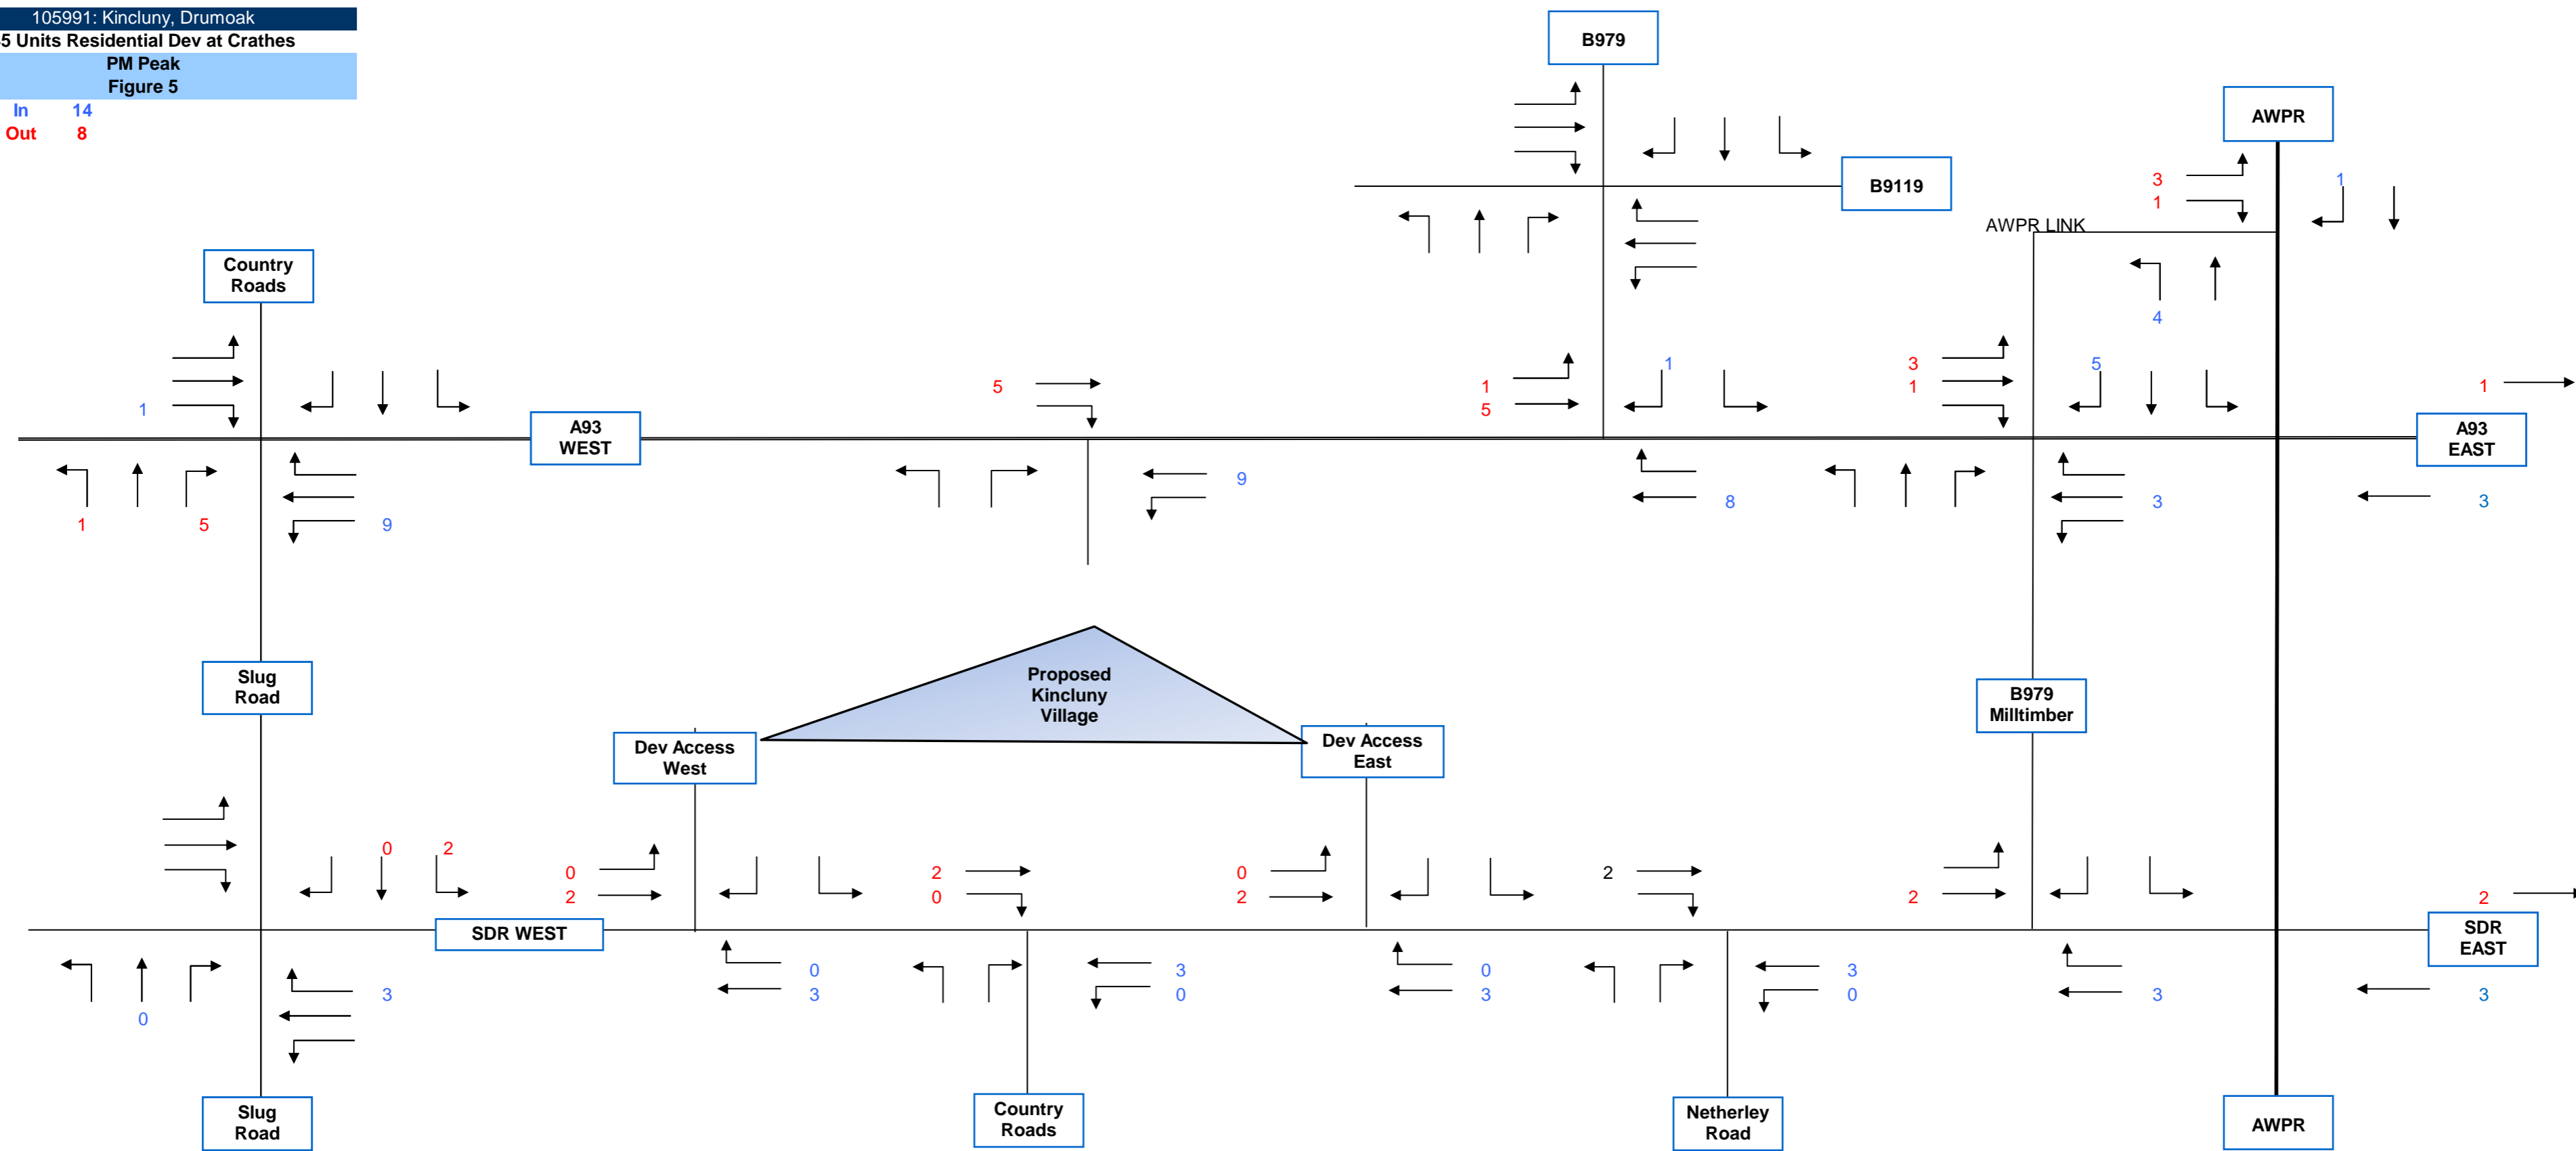 105991: Kincluny, Drumoak
5 Units Residential Dev at Crathes
PM Peak
Figure 5
In 14
Out 8
B979
AWPR
B9119
3
1
1
AWPR LINK
Country
Roads
4
1
5
1
5
1
3
1
5
1
A93
WEST
A93
EAST
1 5
9
9
8
3
3
Slug
Road
Proposed
Kincluny
Village
B979
Milltimber
Dev Access
West
Dev Access
East
0 2
0
2
2
0
0
2
2
2
2
SDR WEST
SDR
EAST
0
3
0
3
3
0
0
3
3
0
3
3
Slug
Road
Country
Roads
Netherley
Road
AWPR